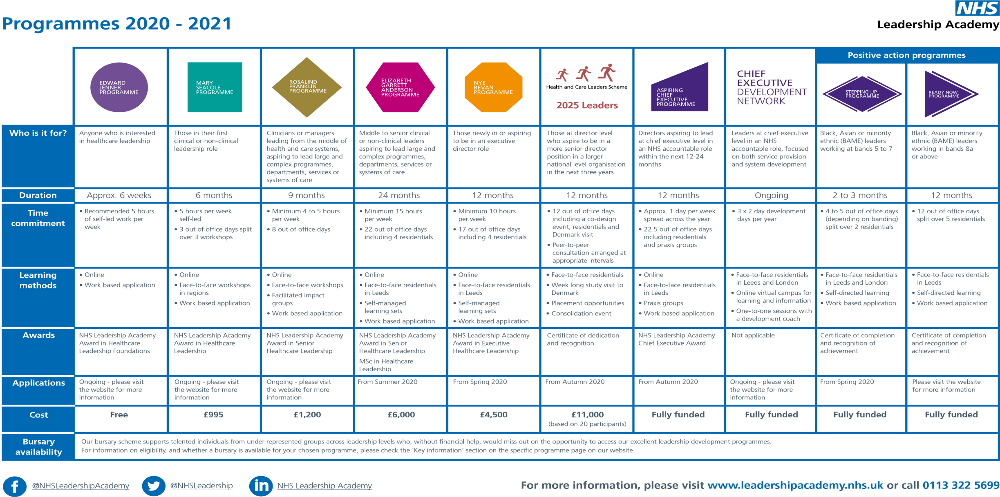 NHS
Programmes 2020 - 2021
Leadership Academy
Positive action programmes
EDWARD
JENNER
PROGRAMME
MARY
SEACOLE
PROGRAMME
ROSALIND
FRANKLIN
PROGRAMME
ELIZABETH
GARRETT
ANDERSON
PROGRAMME
NYE
BEVAN
PROGRAMME
Health and Care Leaders Scheme
2025 Leaders
ASPIRING
CHIEF
EXECUTIVE
PROGRAMME
CHIEF
EXECUTIVE
DEVELOPMENT
NETWORK
STEPPING UP
PROGRAMME
READY NOW
PROGRAMME
Who is it for?
Anyone who is interested
in healthcare leadership
Those in their first
clinical or non-clinical
leadership role
Clinicians or managers
leading from the middle of
health and care systems,
aspiring to lead large and
complex programmes,
departments, services or
systems of care
Middle to senior clinical
or non-clinical leaders
aspiring to lead large and
complex programmes,
departments, services or
systems of care
Those newly in or aspiring
to be in an executive
director role
Those at director level
who aspire to be in a
more senior director
position in a larger
national level organisation
in the next three years
Directors aspiring to lead
at chief executive level in
an NHS accountable role
within the next 12-24
months
Leaders at chief executive
level in an NHS
accountable role, focused
on both service provision
and system development
Black, Asian or minority
ethnic (BAME) leaders
working at bands 5 to 7
Black, Asian or minority
ethnic (BAME) leaders
working in bands 8a
or above
Duration
Approx. 6 weeks
6 months
9 months
24 months
12 months
12 months
12 months
Ongoing
2 to 3 months
12 months
Time
commitment
• Recommended 5 hours
of self-led work per
week
• 5 hours per week
self-led
• 3 out of office days split
over 3 workshops
• Minimum 4 to 5 hours
per week
• 8 out of office days
• Minimum 15 hours
per week
• 22 out of office days
including 4 residentials
• Minimum 10 hours
per week
• 17 out of office days
including 4 residentials
• 12 out of office days
including a co-design
event, residentials and
Denmark visit
• Peer-to-peer
consultation arranged at
appropriate intervals
• Approx. 1 day per week
spread across the year
• 22.5 out of office days
including residentials
and praxis groups
• 3 x 2 day development
days per year
• 4 to 5 out of office days
(depending on banding)
split over 2 residentials
• 12 out of office days
split over 5 residentials
Learning
methods
• Online
• Work based application
• Online
• Face-to-face workshops
in regions
• Work based application
• Online
• Face-to-face workshops
• Facilitated impact
groups
• Work based application
• Online
• Face-to-face residentials
in Leeds
• Self-managed
learning sets
• Work based application
• Online
• Face-to-face residentials
in Leeds
• Self-managed
learning sets
• Work based application
• Face-to-face residentials
• Week long study visit to
Denmark
• Placement opportunities
• Consolidation event
• Online
• Face-to-face residentials
in Leeds
• Praxis groups
• Work based application
• Face-to-face residentials
in Leeds and London
• Online virtual campus for
learning and information
• One-to-one sessions with
a development coach
• Face-to-face residentials
in Leeds and London
• Self-directed learning
• Work based application
• Face-to-face residentials
in Leeds
• Self-directed learning
• Work based application
Awards
NHS Leadership Academy
Award in Healthcare
Leadership Foundations
NHS Leadership Academy
Award in Healthcare
Leadership
NHS Leadership Academy
Award in Senior
Healthcare Leadership
NHS Leadership Academy
Award in Senior
Healthcare Leadership
MSc in Healthcare
Leadership
NHS Leadership Academy
Award in Executive
Healthcare Leadership
Certificate of dedication
and recognition
NHS Leadership Academy
Chief Executive Award
Not applicable
Certificate of completion
and recognition of
achievement
Certificate of completion
and recognition of
achievement
Applications
Ongoing - please visit
the website for more
information
Ongoing - please visit
the website for more
information
Ongoing - please visit
the website for more
information
From Summer 2020
From Spring 2020
From Autumn 2020
From Autumn 2020
Ongoing - please visit
the website for more
information
From Spring 2020
Please visit the website
for more information
Cost
Free
£995
£1,200
£6,000
£4,500
£11,000
(based on 20 participants)
Fully funded
Fully funded
Fully funded
Fully funded
Bursary
availability
Our bursary scheme supports talented individuals from under-represented groups across leadership levels who, without financial help, would miss out on the opportunity to access our excellent leadership development programmes.
For information on eligibility, and whether a bursary is available for your chosen programme, please check the ‘Key information’ section on the specific programme page on our website.
@NHSLeadershipAcademy
@NHSLeadership
in
NHS Leadership Academy
For more information, please visit www.leadershipacademy.nhs.uk or call 0113 322 5699